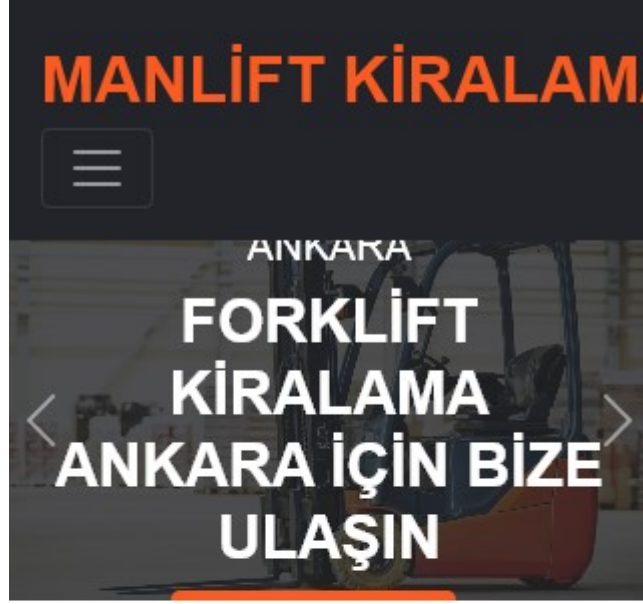 MANLİFT KİRALAMA
ANKARA
FORKLİFT
KİRALAMA
ANKARA İÇİN BİZE
ULAŞIN